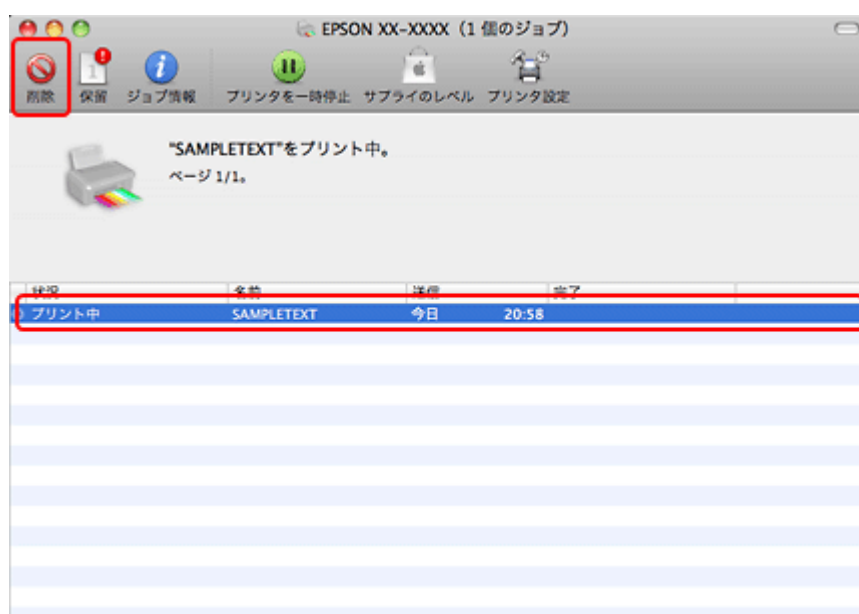 EPSON XX-XXXX（1 個のジョブ）
削除 保留 ジョブ情報 プリンタを一時停止 サプライのレベル プリンタ設定
"SAMPLETEXT"をプリント中。
ページ 1/1。
状況 名前 送信 完了
プリント中 SAMPLETEXT 今日 20:58